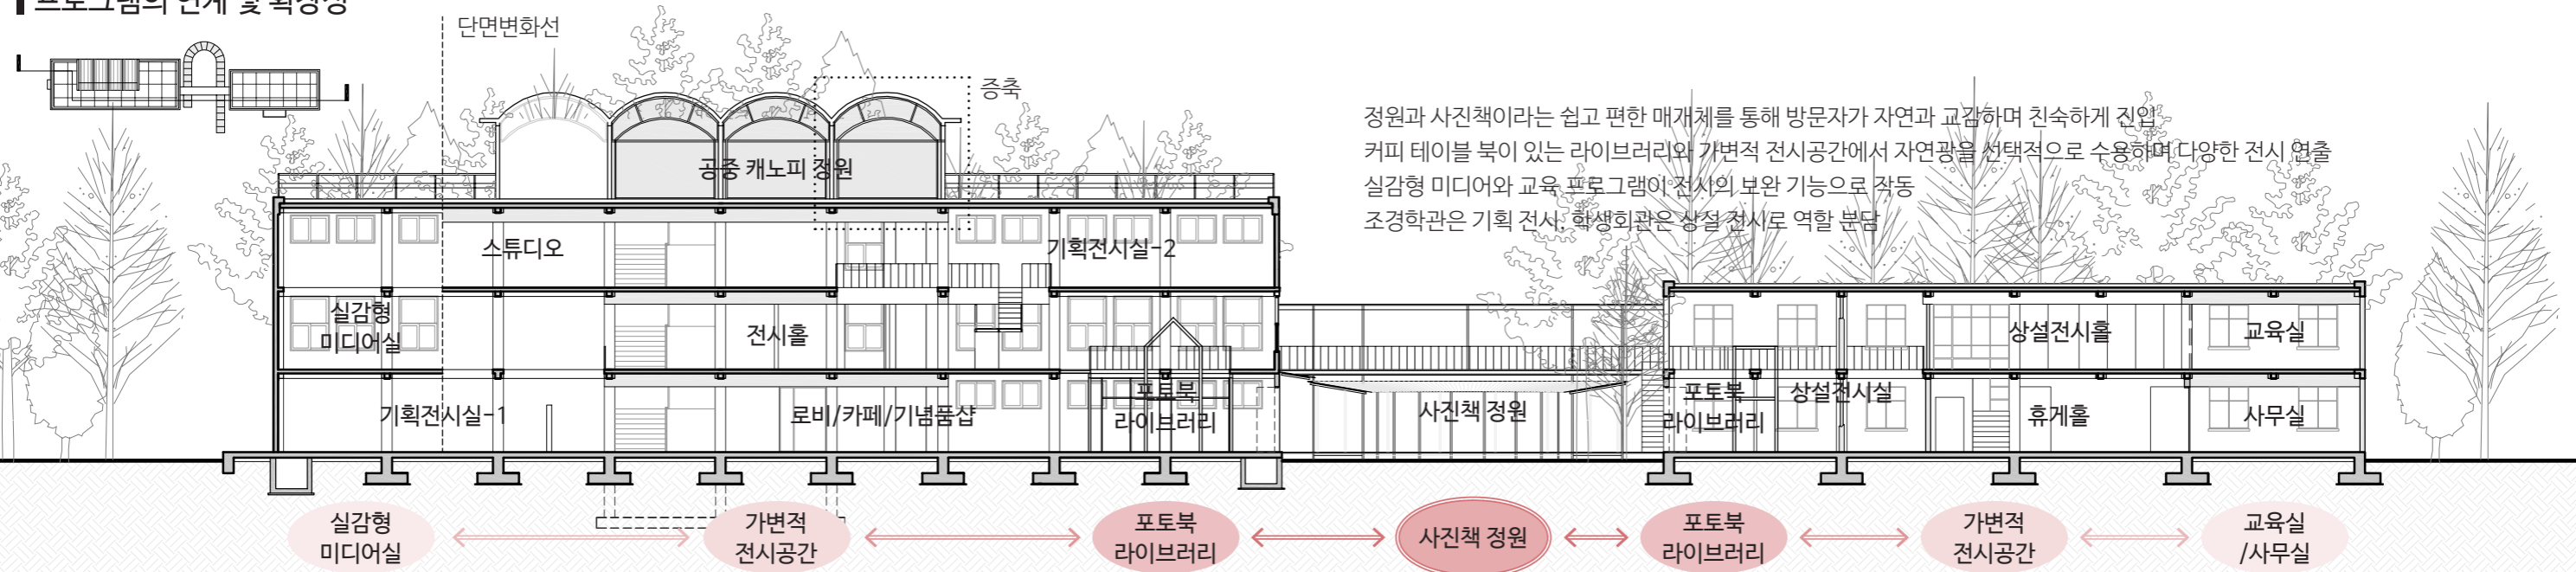 프로그램의 연계 및 확장성
단면변화선
증축
정원과 사진책이라는 쉽고 편한 매개체를 통해 방문자가 자연과 교감하며 친숙하게 진입
커피 테이블 북이 있는 라이브러리와 가변적 전시공간에서 자연광을 선택적으로 수용하며 다양한 전시 연출
실감형 미디어와 교육 프로그램이 전시의 보완 기능으로 작동
조경학관은 기획 전시, 학생회관은 상설 전시로 역할 분담
공중 캐노피 정원
스튜디오
기획전시실-2
실감형
미디어실
전시홀
상설전시홀
교육실
기획전시실-1
로비/카페/기념품샵
포토북
라이브러리
사진책 정원
포토북
라이브러리
상설전시실
휴게홀
사무실
실감형
미디어실
가변적
전시공간
포토북
라이브러리
사진책 정원
포토북
라이브러리
가변적
전시공간
교육실
/사무실